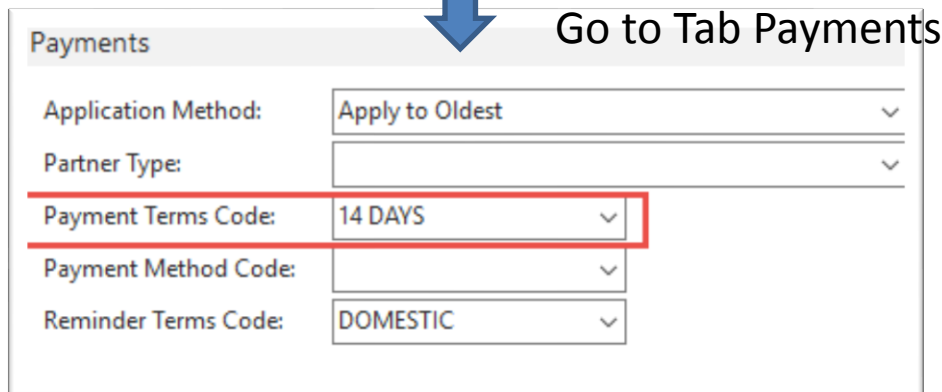 Go to Tab Payments
Payments
Application Method: Apply to Oldest
Partner Type:
Payment Terms Code: 14 DAYS
Payment Method Code:
Reminder Terms Code: DOMESTIC